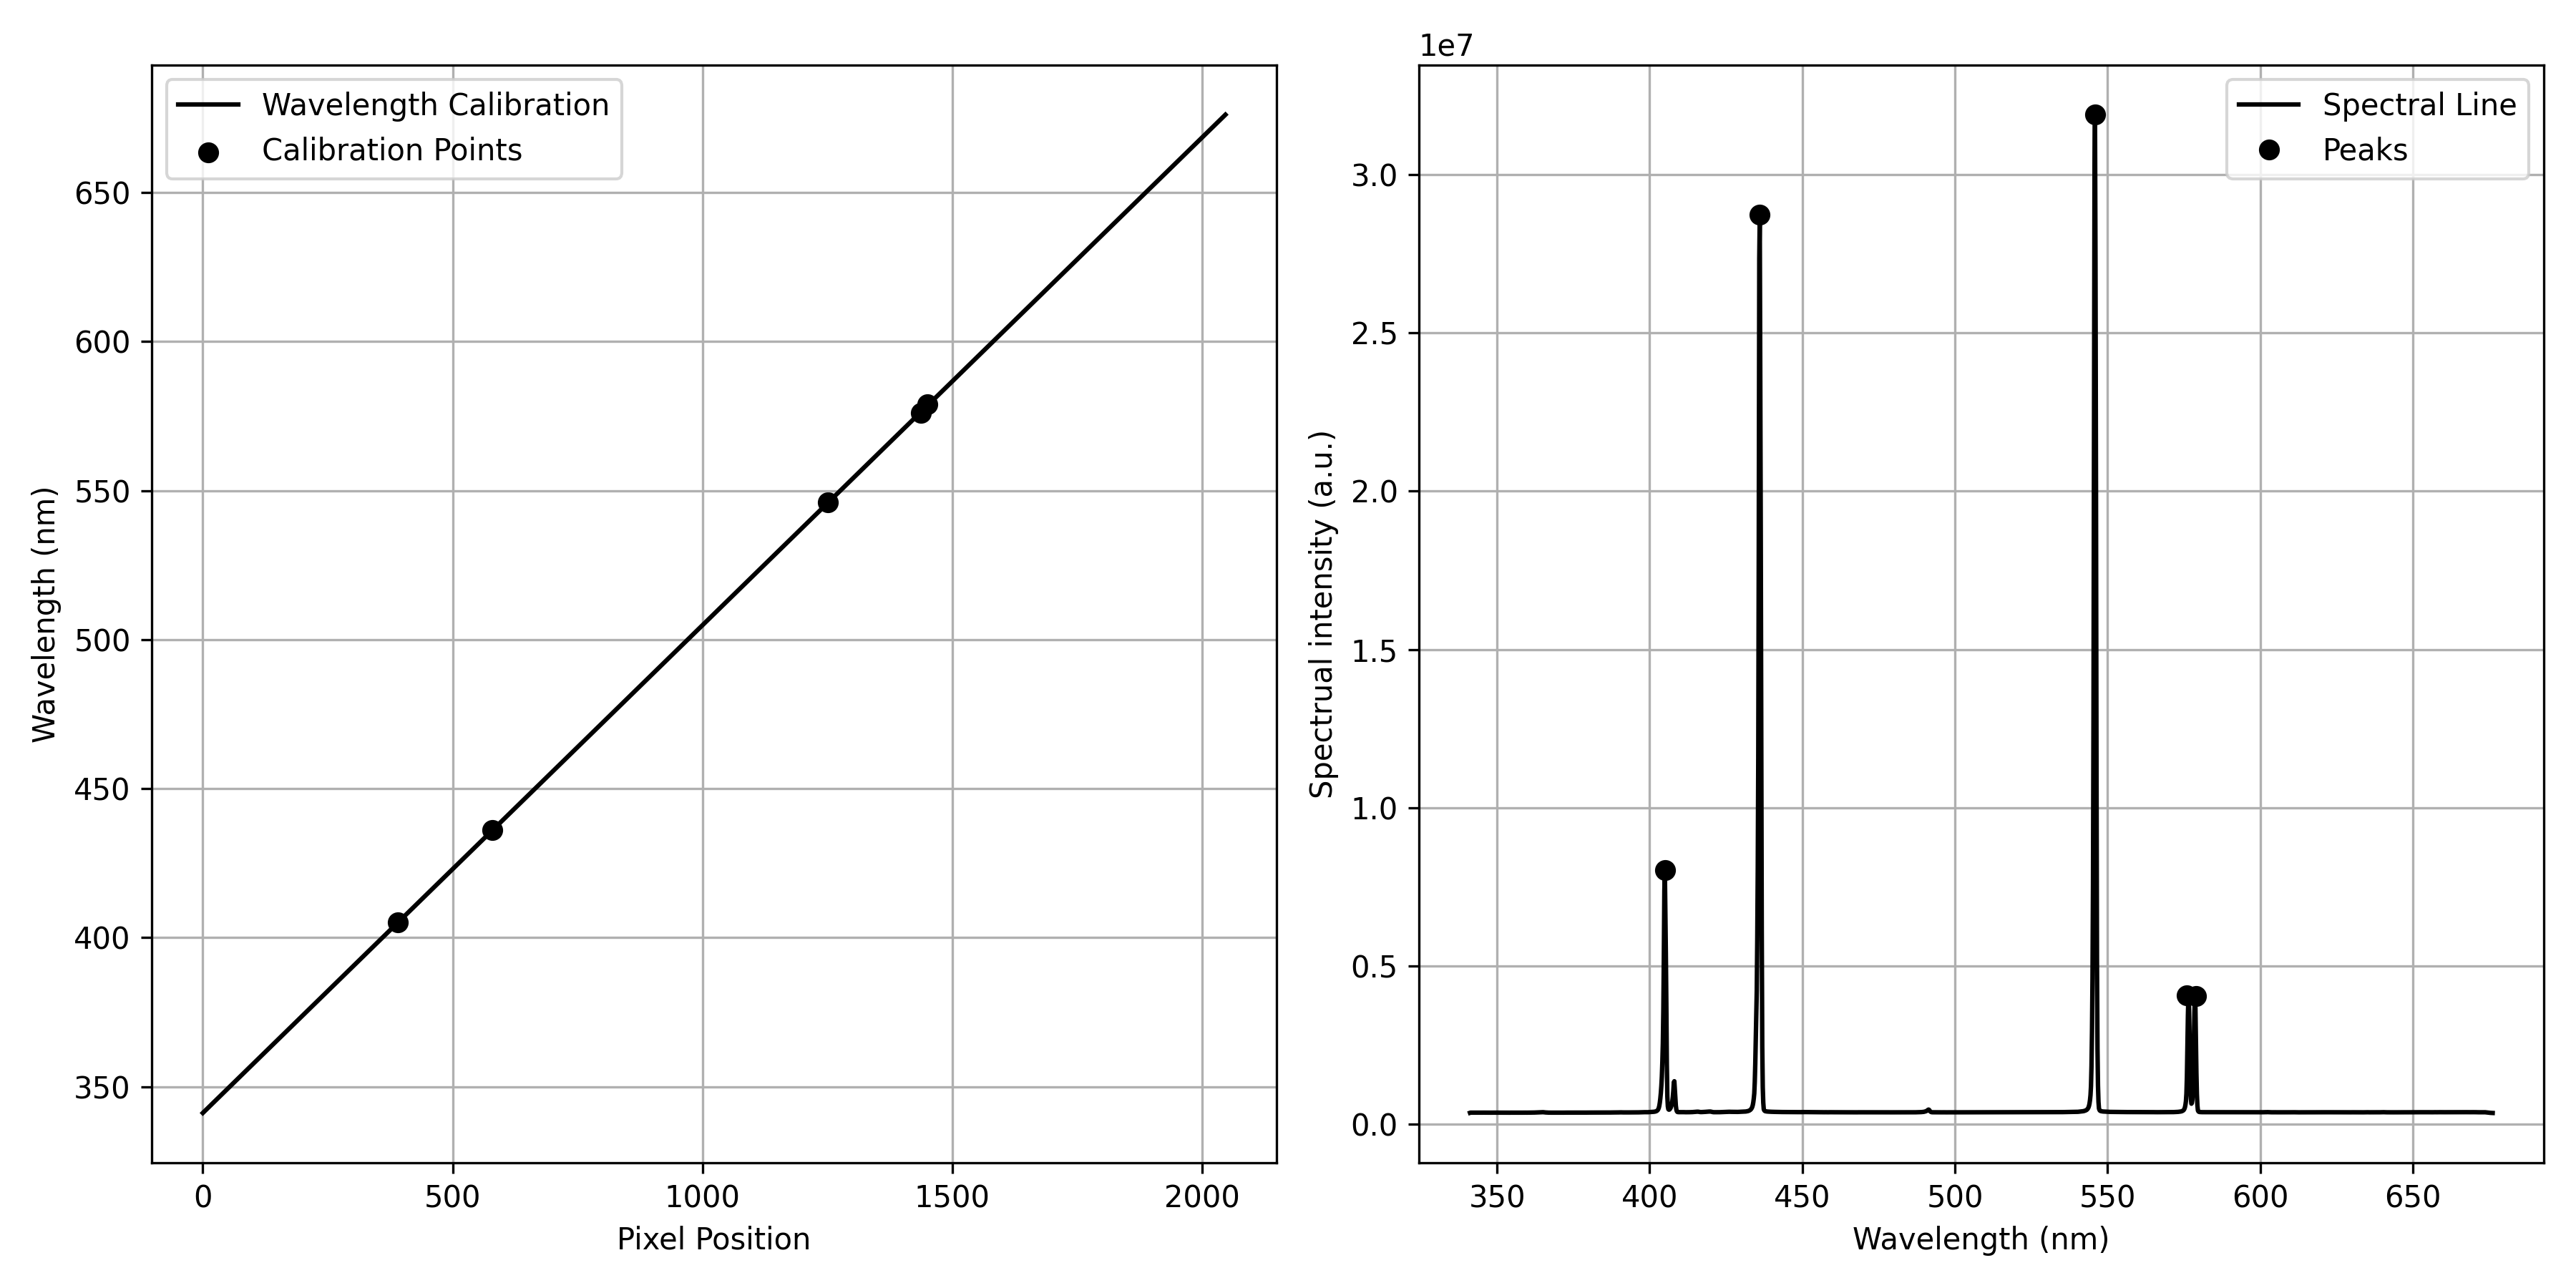 Wavelength Calibration
Calibration Points
650
600
550
500
450
400
350
Wavelength (nm)
0 500 1000 1500 2000
Pixel Position
1e7
Spectral Line
Peaks
3.0
2.5
2.0
1.5
1.0
0.5
0.0
Spectrual intensity (a.u.)
350 400 450 500 550 600 650
Wavelength (nm)